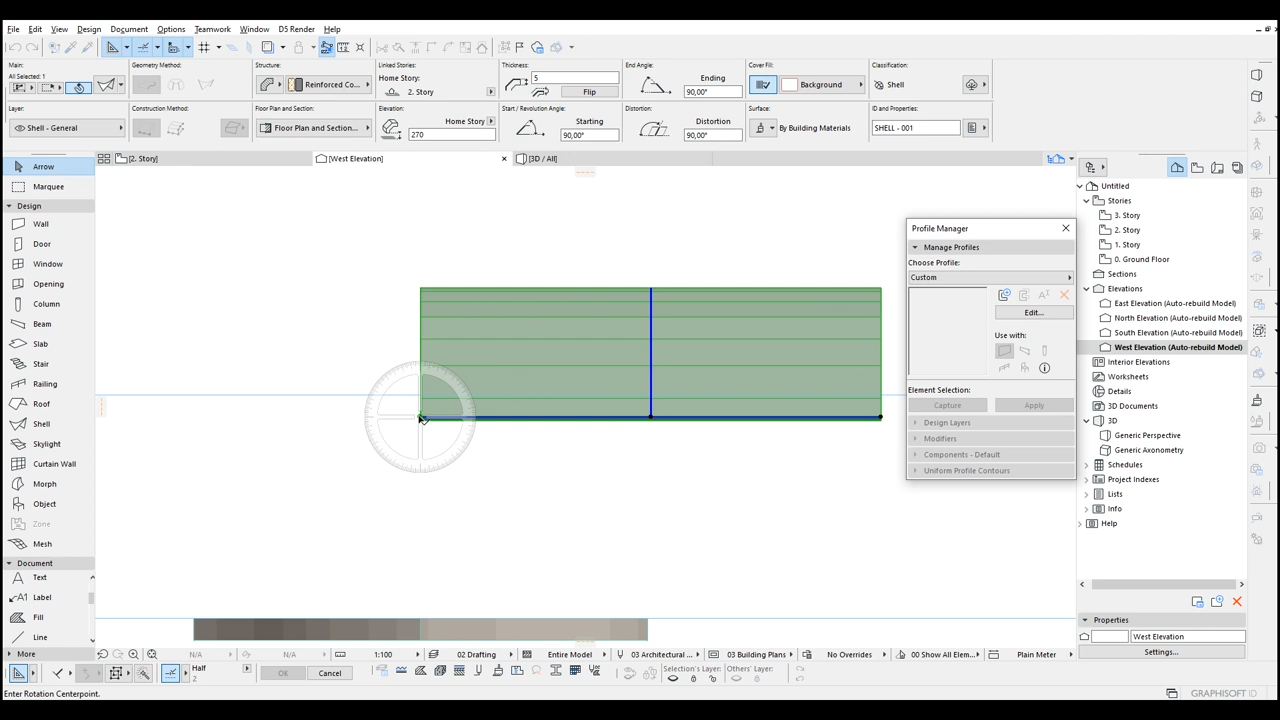 File Edit View Design Document Options Teamwork Window D5 Render Help
Main: Geometry Method: Structure: Linked Stories: Thickness: End Angle: Cover Fill: Classification:
All Selected: 1 Reinforced Co... Home Story: 5 Ending Background Shell
2. Story Flip 90,00°
Layer: Construction Method: Floor Plan and Section: Elevation: Start / Revolution Angle: Distortion: Surface: ID and Properties:
Shell - General Floor Plan and Section... Home Story Starting Distortion By Building Materials SHELL - 001
270 90,00° 90,00°
[2. Story] [West Elevation] [3D / All]
Arrow
Marquee
Design
Wall
Door
Window
Opening
Column
Beam
Slab
Stair
Railing
Roof
Shell
Skylight
Curtain Wall
Morph
Object
Zone
Mesh
Document
Text
Label
Fill
Line
More
Profile Manager
Manage Profiles
Choose Profile:
Custom
Edit...
Use with:
Element Selection:
Capture Apply
Design Layers
Modifiers
Components - Default
Uniform Profile Contours
Untitled
Stories
3. Story
2. Story
1. Story
0. Ground Floor
Sections
Elevations
East Elevation (Auto-rebuild Model)
North Elevation (Auto-rebuild Model)
South Elevation (Auto-rebuild Model)
West Elevation (Auto-rebuild Model)
Interior Elevations
Worksheets
Details
3D Documents
3D
Generic Perspective
Generic Axonometry
Schedules
Project Indexes
Lists
Info
Help
Properties
West Elevation
Settings...
N/A N/A 1:100 02 Drafting Entire Model 03 Architectural ... 03 Building Plans No Overrides 00 Show All Elem... Plain Meter
Half
2
OK Cancel Selection's Layer: Others' Layer:
Enter Rotation Centerpoint.
GRAPHISOFT ID